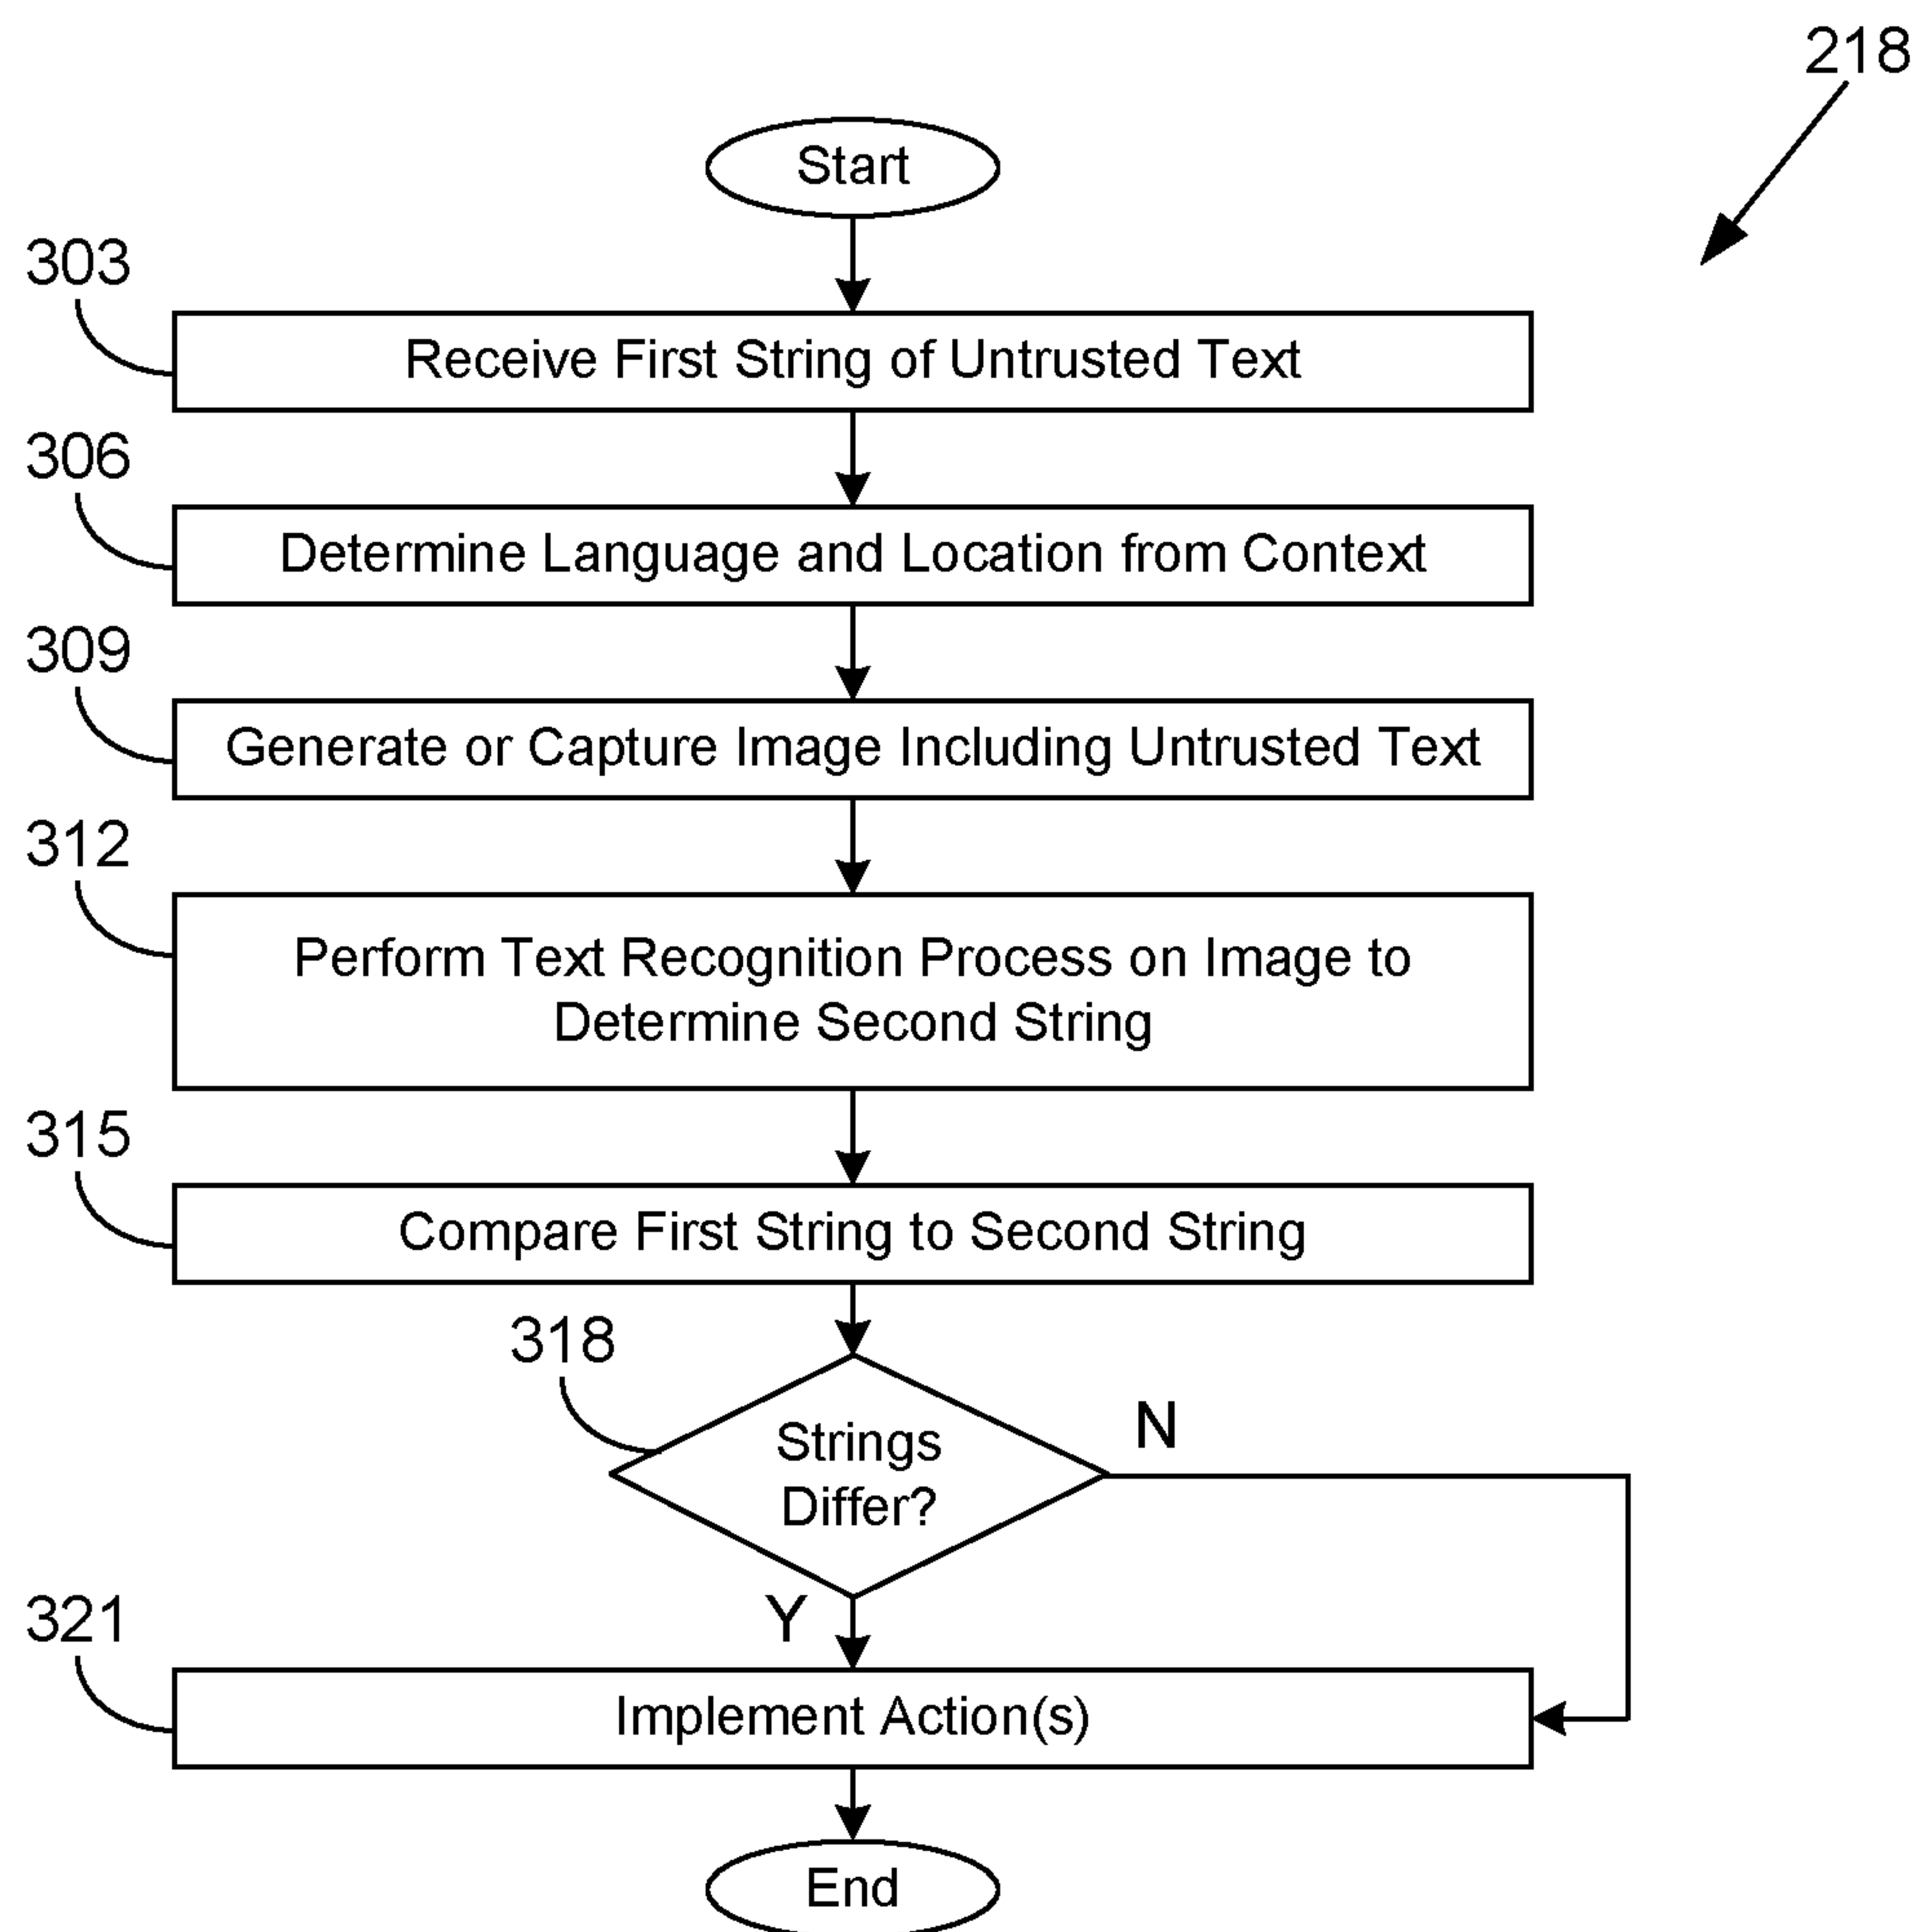 218
Start
303
Receive First String of Untrusted Text
306
Determine Language and Location from Context
309
Generate or Capture Image Including Untrusted Text
312
Perform Text Recognition Process on Image to
Determine Second String
315
Compare First String to Second String
318
Strings
Differ?
N
Y
321
Implement Action(s)
End